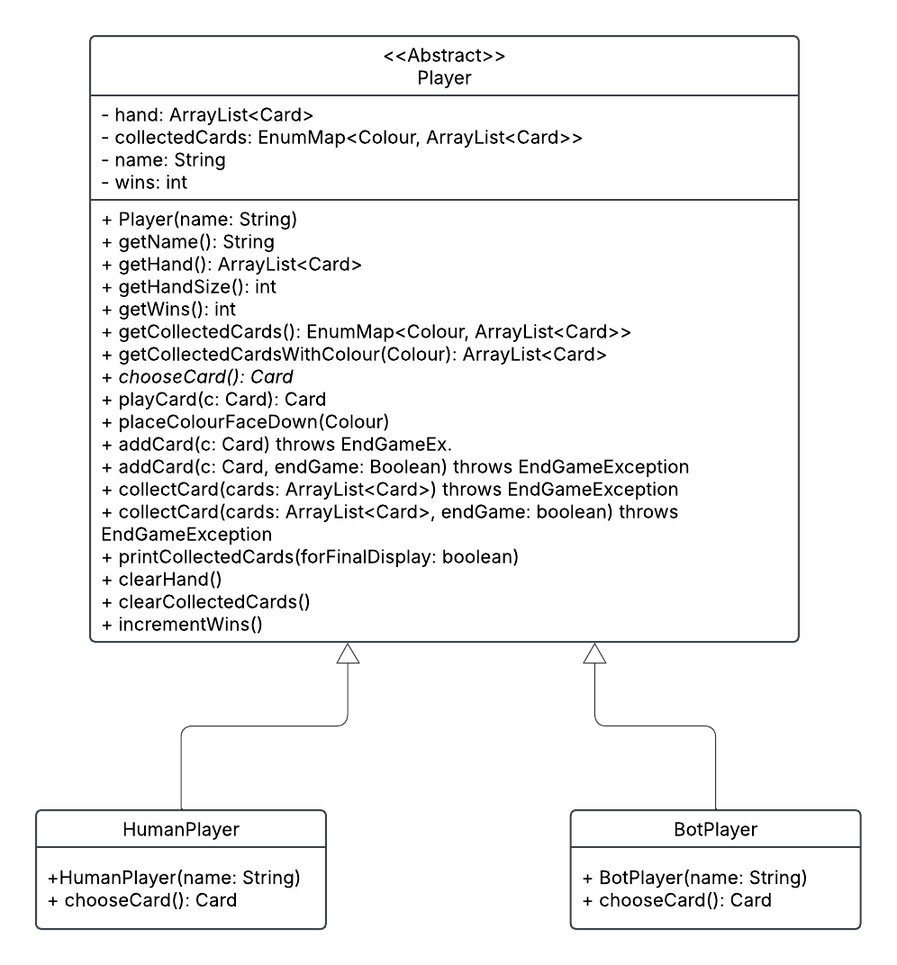 <<Abstract>>
Player
- hand: ArrayList<Card>
- collectedCards: EnumMap<Colour, ArrayList<Card>>
- name: String
- wins: int
+ Player(name: String)
+ getName(): String
+ getHand(): ArrayList<Card>
+ getHandSize(): int
+ getWins(): int
+ getCollectedCards(): EnumMap<Colour, ArrayList<Card>>
+ getCollectedCardsWithColour(Colour): ArrayList<Card>
+ chooseCard(): Card
+ playCard(c: Card): Card
+ placeColourFaceDown(Colour)
+ addCard(c: Card) throws EndGameEx.
+ addCard(c: Card, endGame: Boolean) throws EndGameException
+ collectCard(cards: ArrayList<Card>) throws EndGameException
+ collectCard(cards: ArrayList<Card>, endGame: boolean) throws
EndGameException
+ printCollectedCards(forFinalDisplay: boolean)
+ clearHand()
+ clearCollectedCards()
+ incrementWins()
HumanPlayer
+HumanPlayer(name: String)
+ chooseCard(): Card
BotPlayer
+ BotPlayer(name: String)
+ chooseCard(): Card